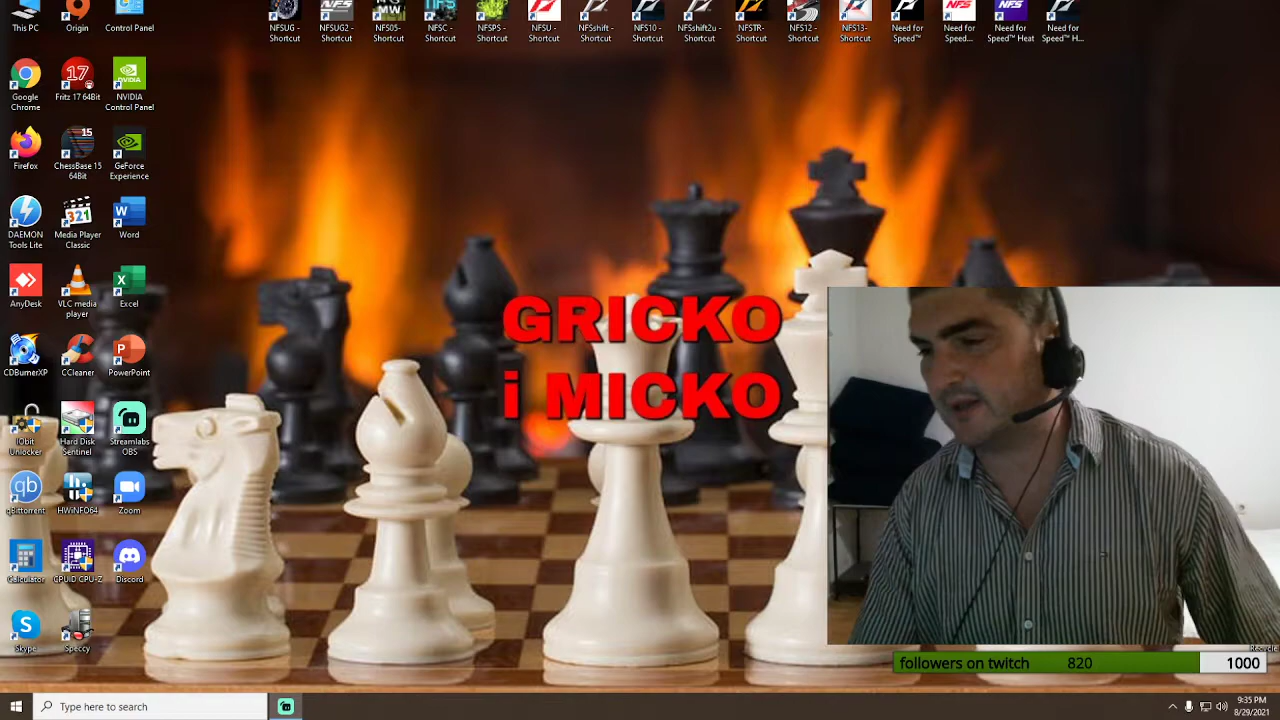 This PC
Origin
Control Panel
NFSUG - Shortcut
NFSUG2 - Shortcut
NFS05- Shortcut
NFSC - Shortcut
NFSPS - Shortcut
NFSU - Shortcut
NFSshift - Shortcut
NFS10 - Shortcut
NFSshift2u - Shortcut
NFSTR- Shortcut
NFS12 - Shortcut
NFS13- Shortcut
Need for Speed™
Need for Speed...
Need for Speed™ Heat
Need for Speed™ H...
Google Chrome
Fritz 17 64Bit
NVIDIA Control Panel
Firefox
ChessBase 15 64Bit
GeForce Experience
DAEMON Tools Lite
Media Player Classic
Word
AnyDesk
VLC media player
Excel
CDBurnerXP
CCleaner
PowerPoint
IObit Unlocker
Hard Disk Sentinel
Streamlabs OBS
qBittorrent
HWiNFO64
Zoom
Calculator
CPUID CPU-Z
Discord
Skype
Speccy
GRICKO
i MICKO
Recycle
followers on twitch 820 1000
Type here to search
9:35 PM
8/29/2021